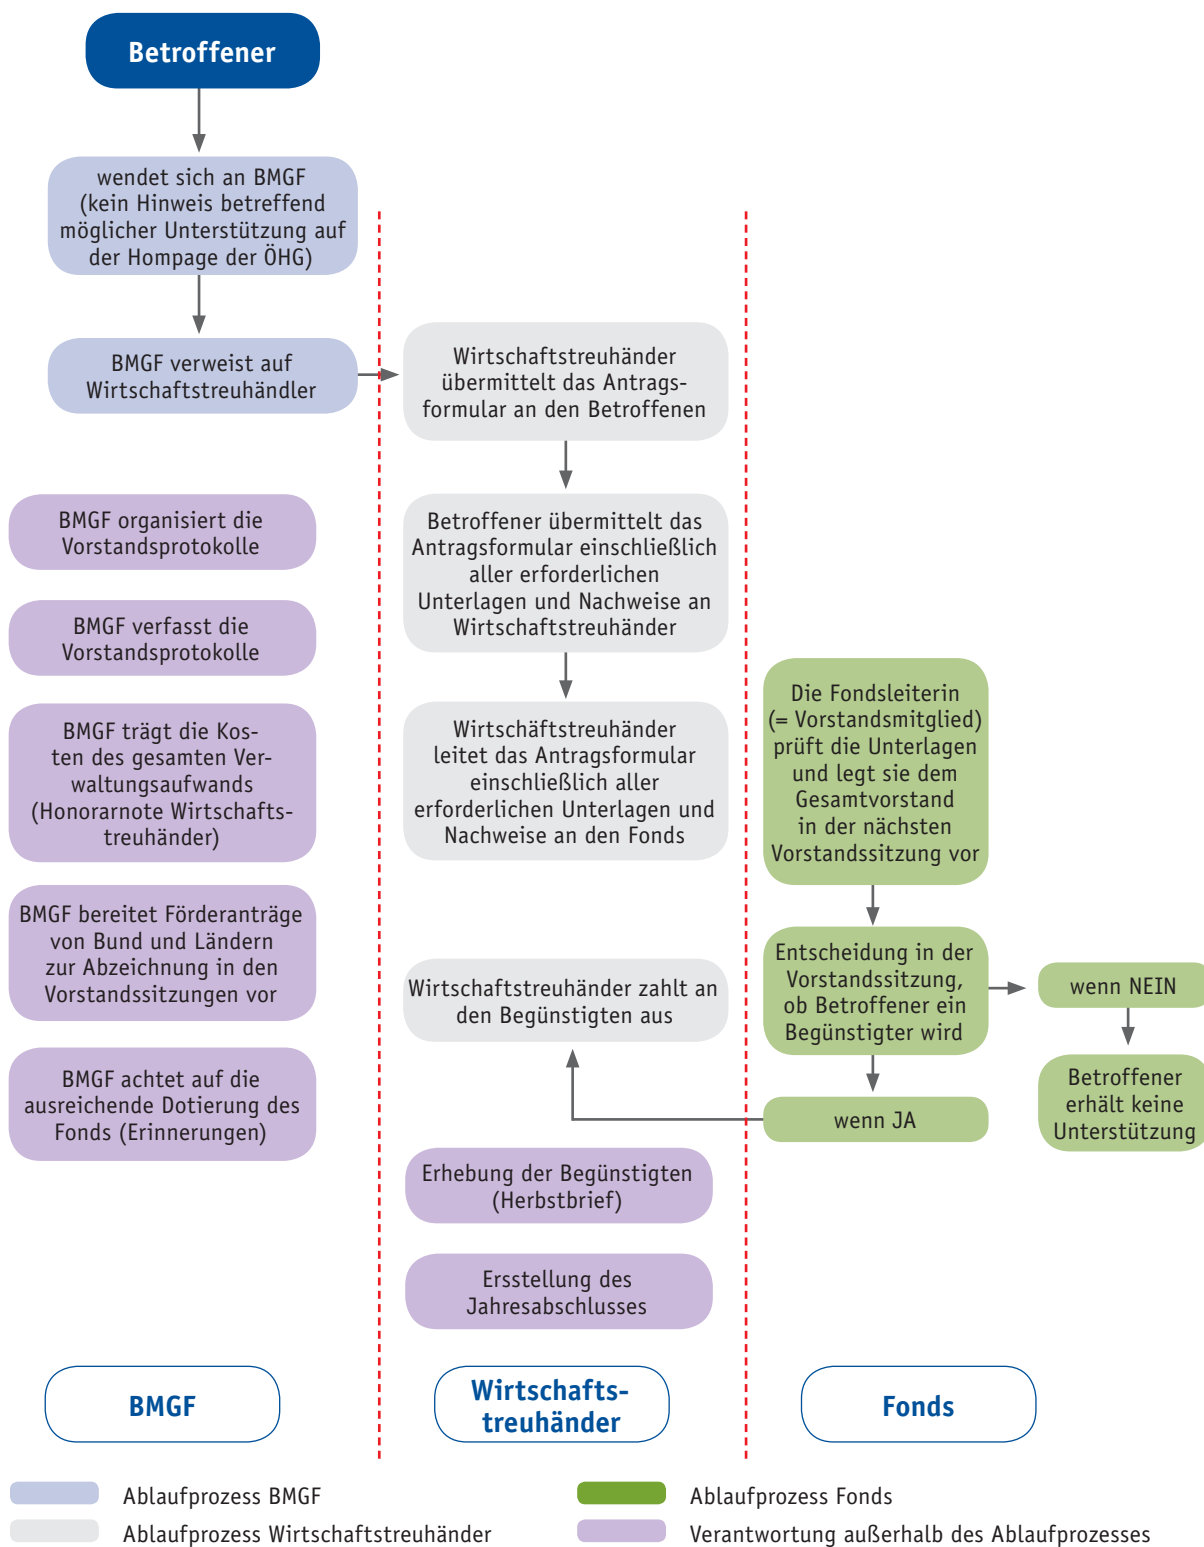 Betroffener
wendet sich an BMGF
(kein Hinweis betreffend
möglicher Unterstützung auf
der Hompage der ÖHG)
BMGF verweist auf
Wirtschaftstreuhändler
BMGF organisiert die
Vorstandsprotokolle
BMGF verfasst die
Vorstandsprotokolle
BMGF trägt die Kos-
ten des gesamten Ver-
waltungsaufwands
(Honorarnote Wirtschafts-
treuhänder)
BMGF bereitet Förderanträge
von Bund und Ländern
zur Abzeichnung in den
Vorstandssitzungen vor
BMGF achtet auf die
ausreichende Dotierung des
Fonds (Erinnerungen)
Wirtschaftstreuhänder
übermittelt das Antrags-
formular an den Betroffenen
Betroffener übermittelt das
Antragsformular einschließlich
aller erforderlichen
Unterlagen und Nachweise an
Wirtschaftstreuhänder
Wirtschäftstreuhänder
leitet das Antragsformular
einschließlich aller
erforderlichen Unterlagen und
Nachweise an den Fonds
Wirtschaftstreuhänder zahlt an
den Begünstigten aus
Erhebung der Begünstigten
(Herbstbrief)
Ersstellung des
Jahresabschlusses
Die Fondsleiterin
(= Vorstandsmitglied)
prüft die Unterlagen
und legt sie dem
Gesamtvorstand
in der nächsten
Vorstandssitzung vor
Entscheidung in der
Vorstandssitzung,
ob Betroffener ein
Begünstigter wird
wenn NEIN
Betroffener
erhält keine
Unterstützung
wenn JA
BMGF
Wirtschafts-
treuhänder
Fonds
Ablaufprozess BMGF
Ablaufprozess Wirtschaftstreuhänder
Ablaufprozess Fonds
Verantwortung außerhalb des Ablaufprozesses